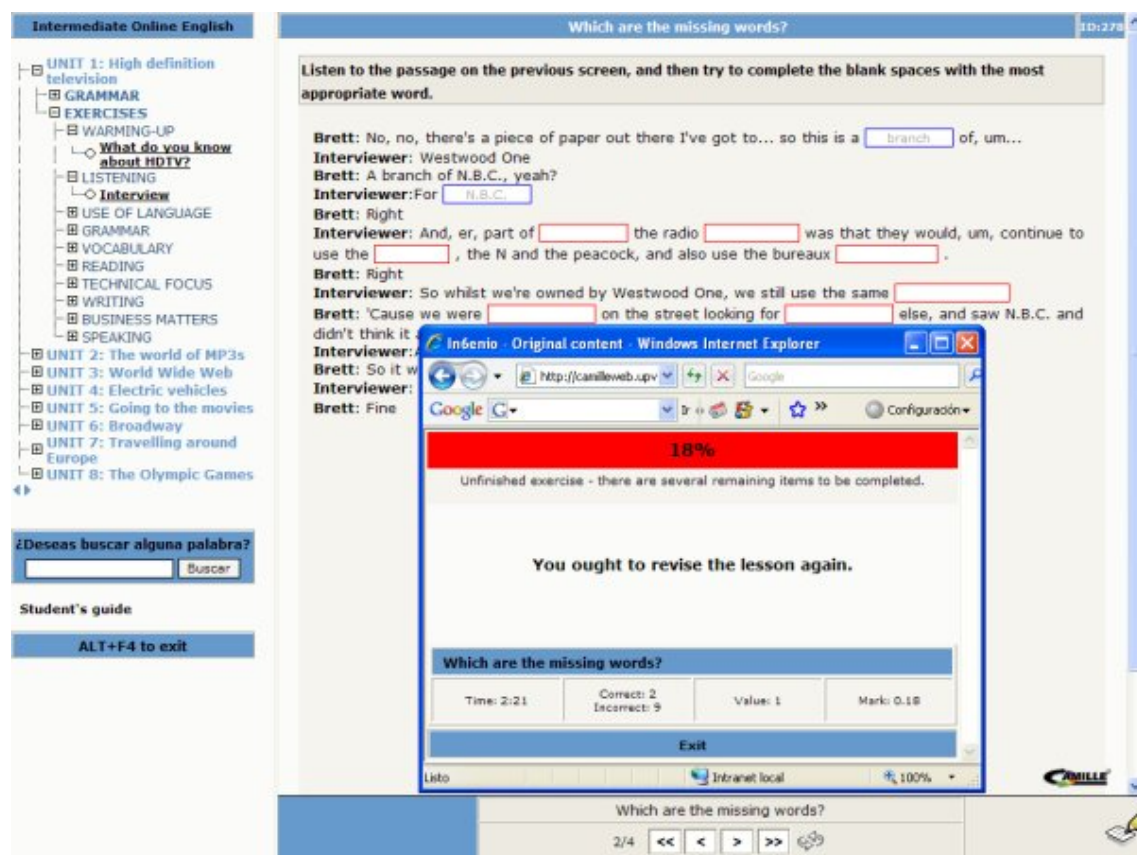 Intermediate Online English
UNIT 1: High definition
television
GRAMMAR
EXERCISES
WARMING-UP
What do you know
about HDTV?
LISTENING
Interview
USE OF LANGUAGE
GRAMMAR
VOCABULARY
READING
TECHNICAL FOCUS
WRITING
BUSINESS MATTERS
SPEAKING
UNIT 2: The world of MP3s
UNIT 3: World Wide Web
UNIT 4: Electric vehicles
UNIT 5: Going to the movies
UNIT 6: Broadway
UNIT 7: Travelling around
Europe
UNIT 8: The Olympic Games
¿Deseas buscar alguna palabra?
Buscar
Student's guide
ALT+F4 to exit
Which are the missing words?
ID:278
Listen to the passage on the previous screen, and then try to complete the blank spaces with the most
appropriate word.
Brett: No, no, there's a piece of paper out there I've got to... so this is a branch of, um...
Interviewer: Westwood One
Brett: A branch of N.B.C., yeah?
Interviewer:For N.B.C.
Brett: Right
Interviewer: And, er, part of the radio was that they would, um, continue to
use the , the N and the peacock, and also use the bureaux .
Brett: Right
Interviewer: So whilst we're owned by Westwood One, we still use the same
Brett: 'Cause we were on the street looking for else, and saw N.B.C. and
didn't think it
Interviewer:
Brett: So it w
Interviewer:
Brett: Fine
In6enio - Original content - Windows Internet Explorer
http://camilleweb.upv
Google
Google G
Ir
Configuración
18%
Unfinished exercise - there are several remaining items to be completed.
You ought to revise the lesson again.
Which are the missing words?
Time: 2:21
Correct: 2
Incorrect: 9
Value: 1
Mark: 0.18
Exit
Listo
Intranet local
100%
CAMILLE
Which are the missing words?
2/4 << < > >>